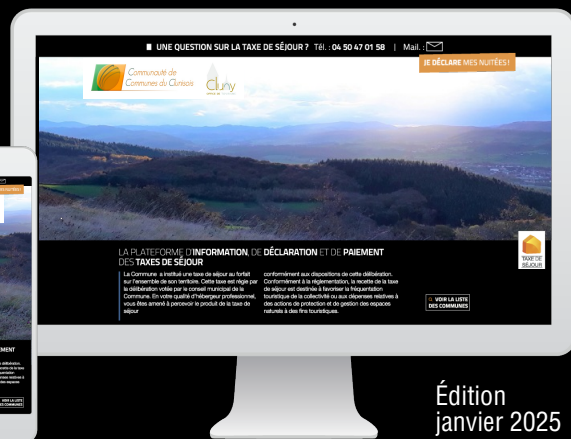 UNE QUESTION SUR LA TAXE DE SÉJOUR ? Tél. : 04 50 47 01 58 | Mail. :
JE DÉCLARE MES NUITÉES !
Communauté de
Communes du Clunisois
Cluny
LA PLATEFORME D'INFORMATION, DE DÉCLARATION ET DE PAIEMENT
DES TAXES DE SÉJOUR
La Commune a institué une taxe de séjour au forfait
sur l'ensemble de son territoire. Cette taxe est régie par
la délibération votée par le conseil municipal de la
Commune. En votre qualité d'hébergeur professionnel,
vous êtes amené à percevoir le produit de la taxe de
séjour
conformément aux dispositions de cette délibération.
Conformément à la réglementation, la recette de la taxe
de séjour est destinée à favoriser la fréquentation
touristique de la collectivité ou aux dépenses relatives à
des actions de protection et de gestion des espaces
naturels à des fins touristiques.
TAXE DE
SÉJOUR
VOIR LA LISTE
DES COMMUNES
VOIR LA LISTE
DES COMMUNES
Édition
janvier 2025